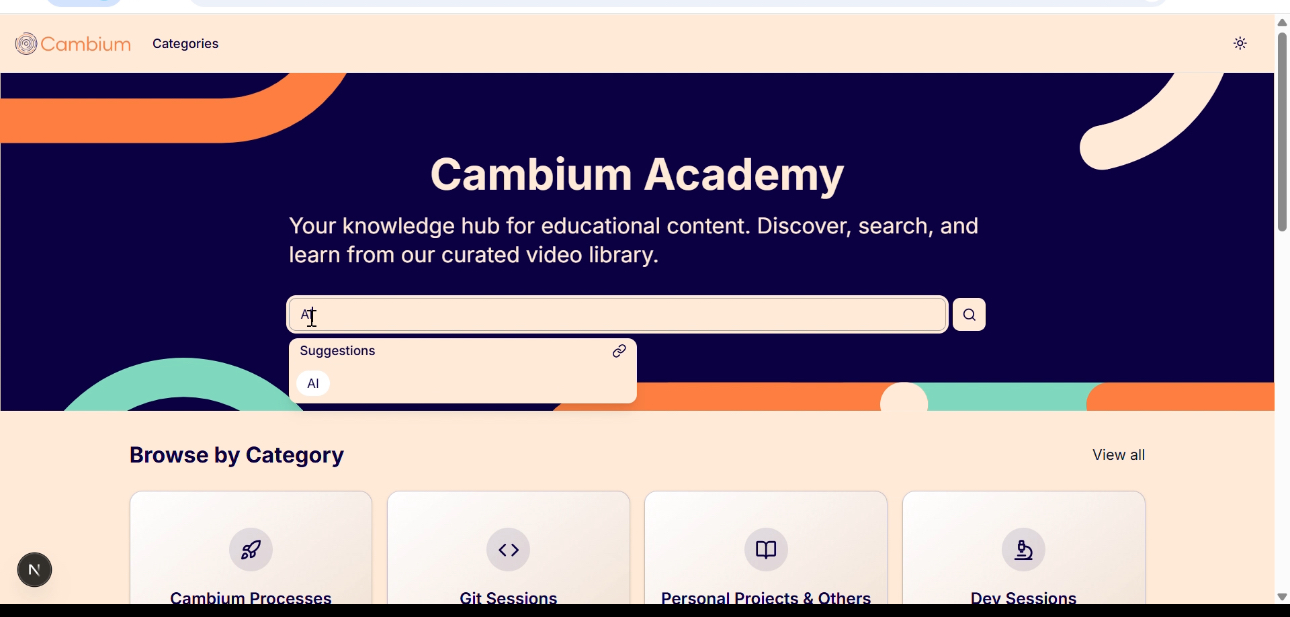 Cambium
Categories
Cambium Academy
Your knowledge hub for educational content. Discover, search, and
learn from our curated video library.
AI
Suggestions
AI
Browse by Category
View all
Cambium Processes
Git Sessions
Personal Projects & Others
Dev Sessions
N